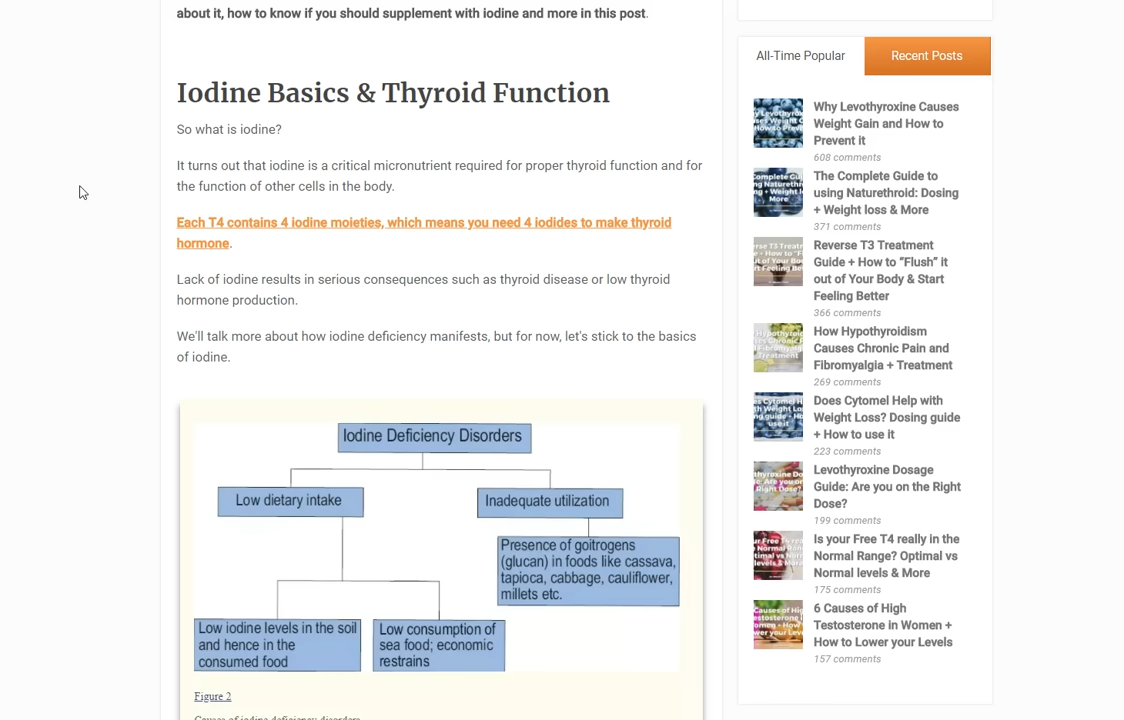 about it, how to know if you should supplement with iodine and more in this post.
Iodine Basics & Thyroid Function
So what is iodine?
It turns out that iodine is a critical micronutrient required for proper thyroid function and for
the function of other cells in the body.
Each T4 contains 4 iodine moieties, which means you need 4 iodides to make thyroid
hormone.
Lack of iodine results in serious consequences such as thyroid disease or low thyroid
hormone production.
We'll talk more about how iodine deficiency manifests, but for now, let's stick to the basics
of iodine.
Iodine Deficiency Disorders
Low dietary intake
Inadequate utilization
Presence of goitrogens
(glucan) in foods like cassava,
tapioca, cabbage, cauliflower,
millets etc.
Low iodine levels in the soil
and hence in the
consumed food
Low consumption of
sea food; economic
restrains
Figure 2
Causes of iodine deficiency disorders
All-Time Popular
Recent Posts
Why Levothyroxine Causes
Weight Gain and How to
Prevent it
608 comments
The Complete Guide to
using Naturethroid: Dosing
+ Weight loss & More
371 comments
Reverse T3 Treatment
Guide + How to “Flush” it
out of Your Body & Start
Feeling Better
366 comments
How Hypothyroidism
Causes Chronic Pain and
Fibromyalgia + Treatment
269 comments
Does Cytomel Help with
Weight Loss? Dosing guide
+ How to use it
223 comments
Levothyroxine Dosage
Guide: Are you on the Right
Dose?
199 comments
Is your Free T4 really in the
Normal Range? Optimal vs
Normal levels & More
175 comments
6 Causes of High
Testosterone in Women +
How to Lower your Levels
157 comments